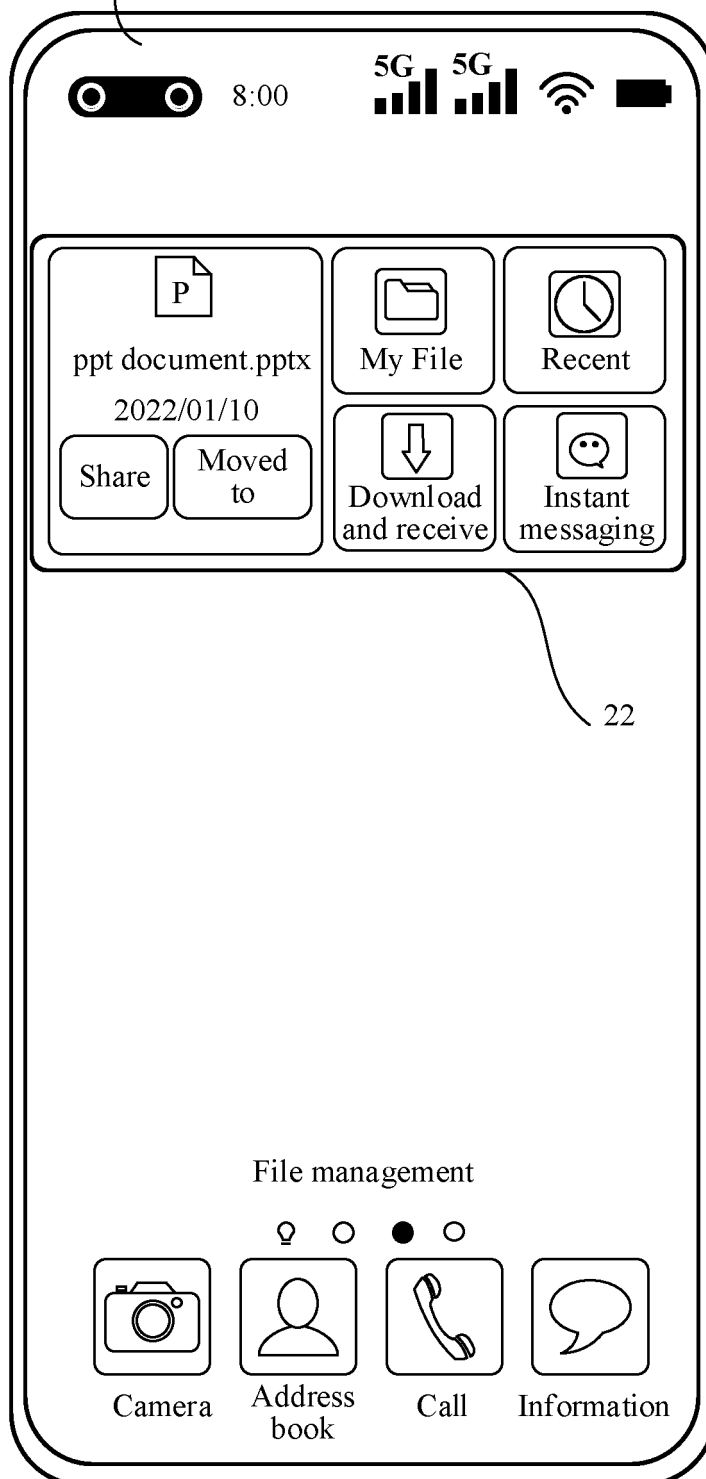 8:00
5G
5G
P
ppt document.pptx
2022/01/10
Share
Moved
to
My File
Recent
Download
and receive
Instant
messaging
22
File management
Camera
Address
book
Call
Information